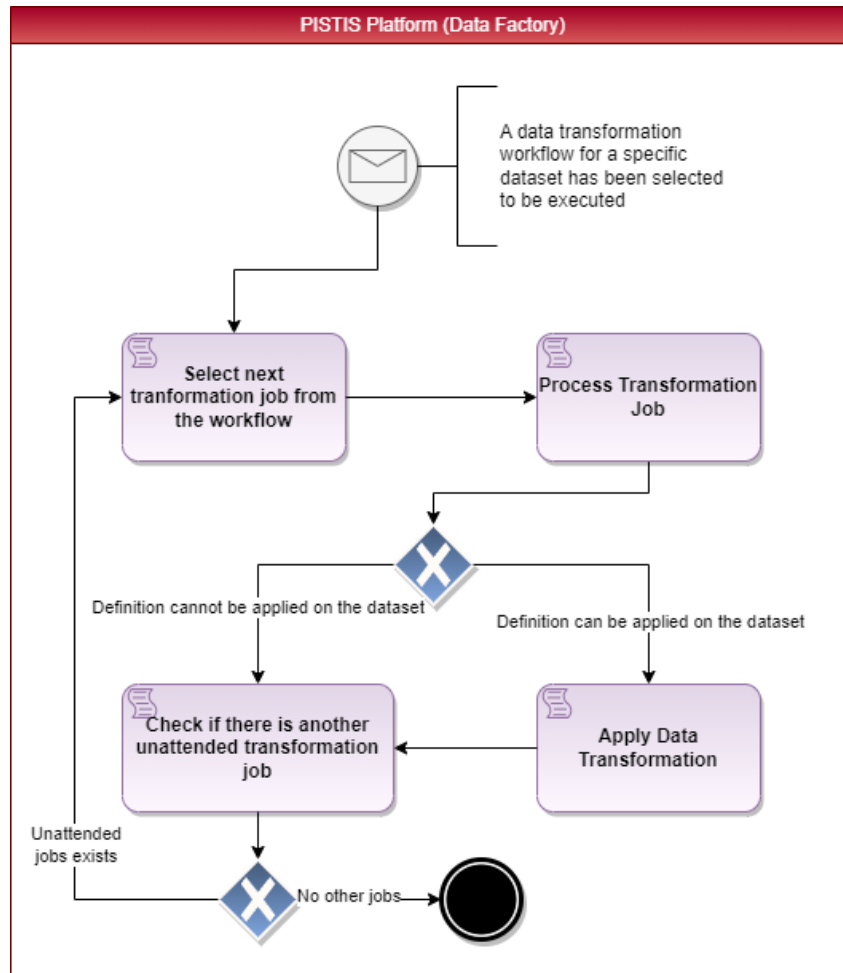 PISTIS Platform (Data Factory)
A data transformation
workflow for a specific
dataset has been selected
to be executed
Select next
tranformation job from
the workflow
Process Transformation
Job
Definition cannot be applied on the dataset
Definition can be applied on the dataset
Check if there is another
unattended transformation
job
Apply Data
Transformation
Unattended
jobs exists
No other jobs